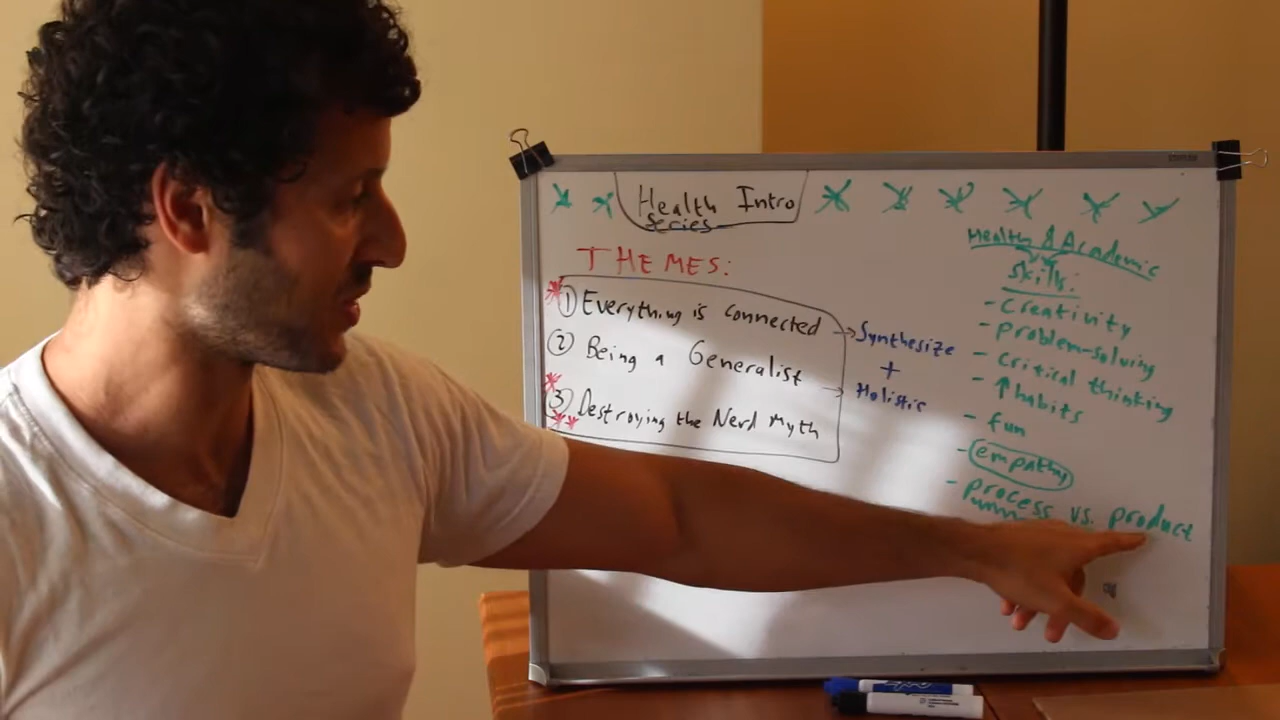 Health Intro
series
THEMES:
① Everything is connected
② Being a Generalist
③ Destroying the Nerd Myth
Synthesize
+
Holistic
Health & Academic
skills:
- creativity
- problem-solving
- critical thinking
- ↑ habits
- fun
- empathy
- process vs. product